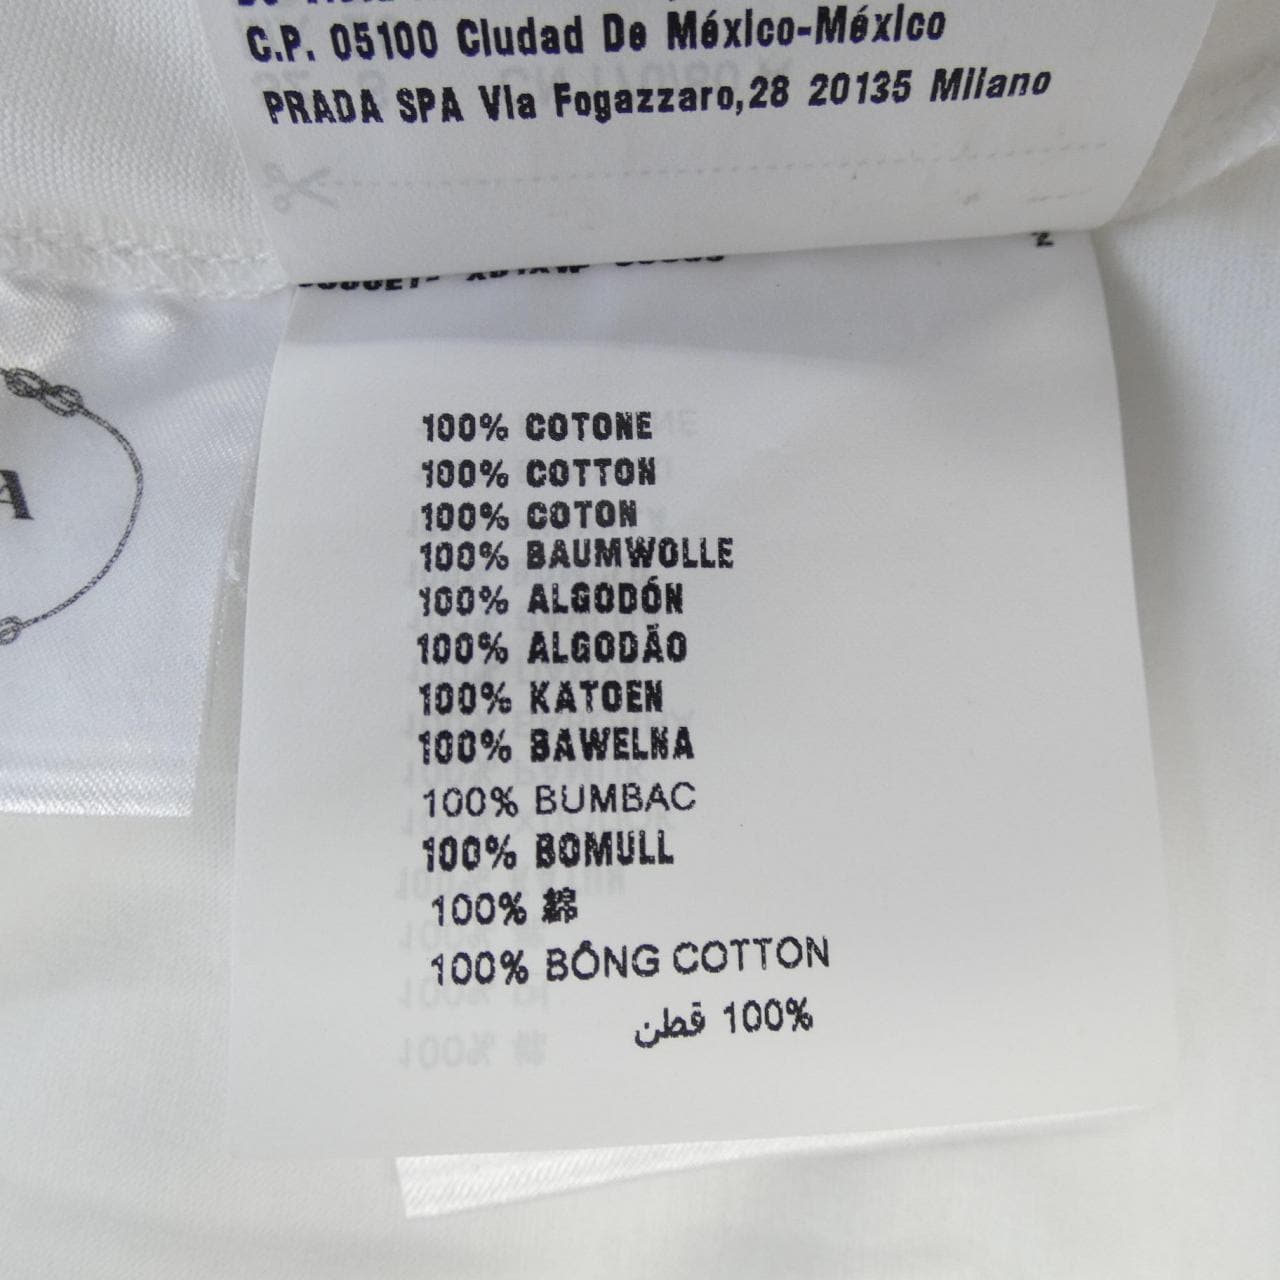 C.P. 05100 Ciudad De México-México
PRADA SPA Via Fogazzaro,28 20135 Milano
2
A
100% COTONE
100% COTTON
100% COTON
100% BAUMWOLLE
100% ALGODÓN
100% ALGODÃO
100% KATOEN
100% BAWELNA
100% BUMBAC
100% BOMULL
100% 綿
100% BÔNG COTTON
100% قطن